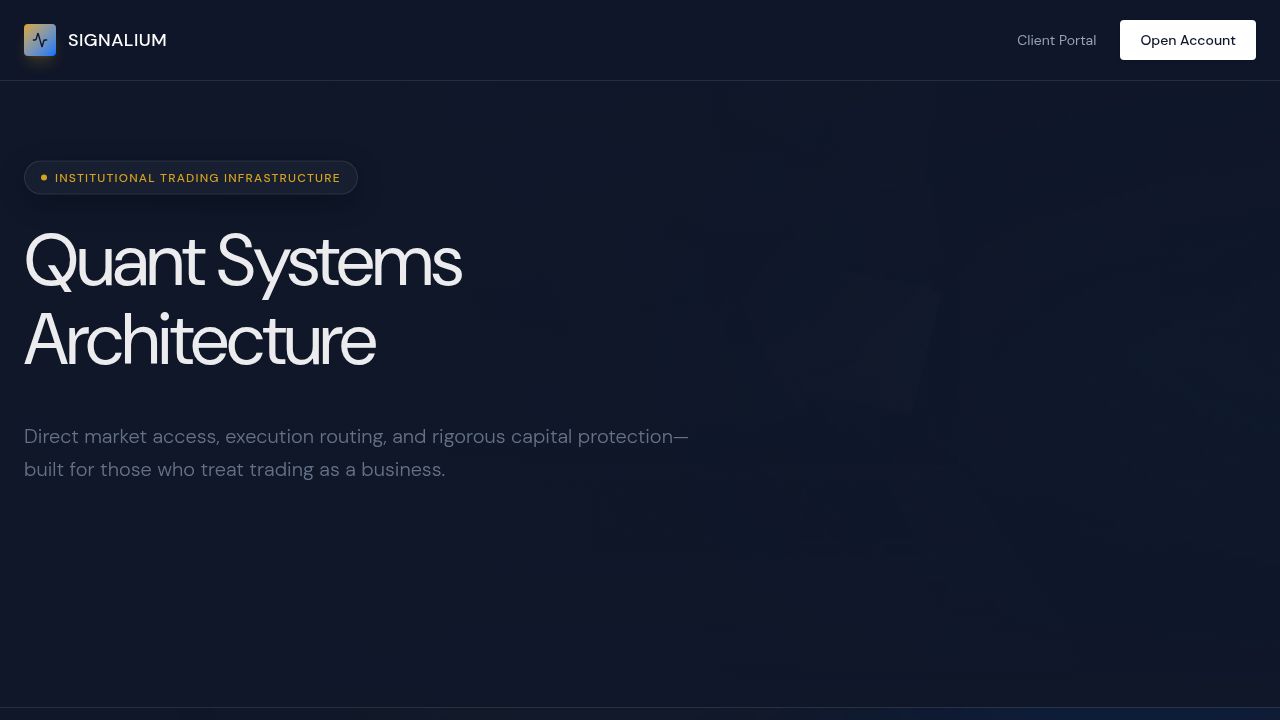 SIGNALIUM
Client Portal
Open Account
INSTITUTIONAL TRADING INFRASTRUCTURE
Quant Systems
Architecture
Direct market access, execution routing, and rigorous capital protection—
built for those who treat trading as a business.